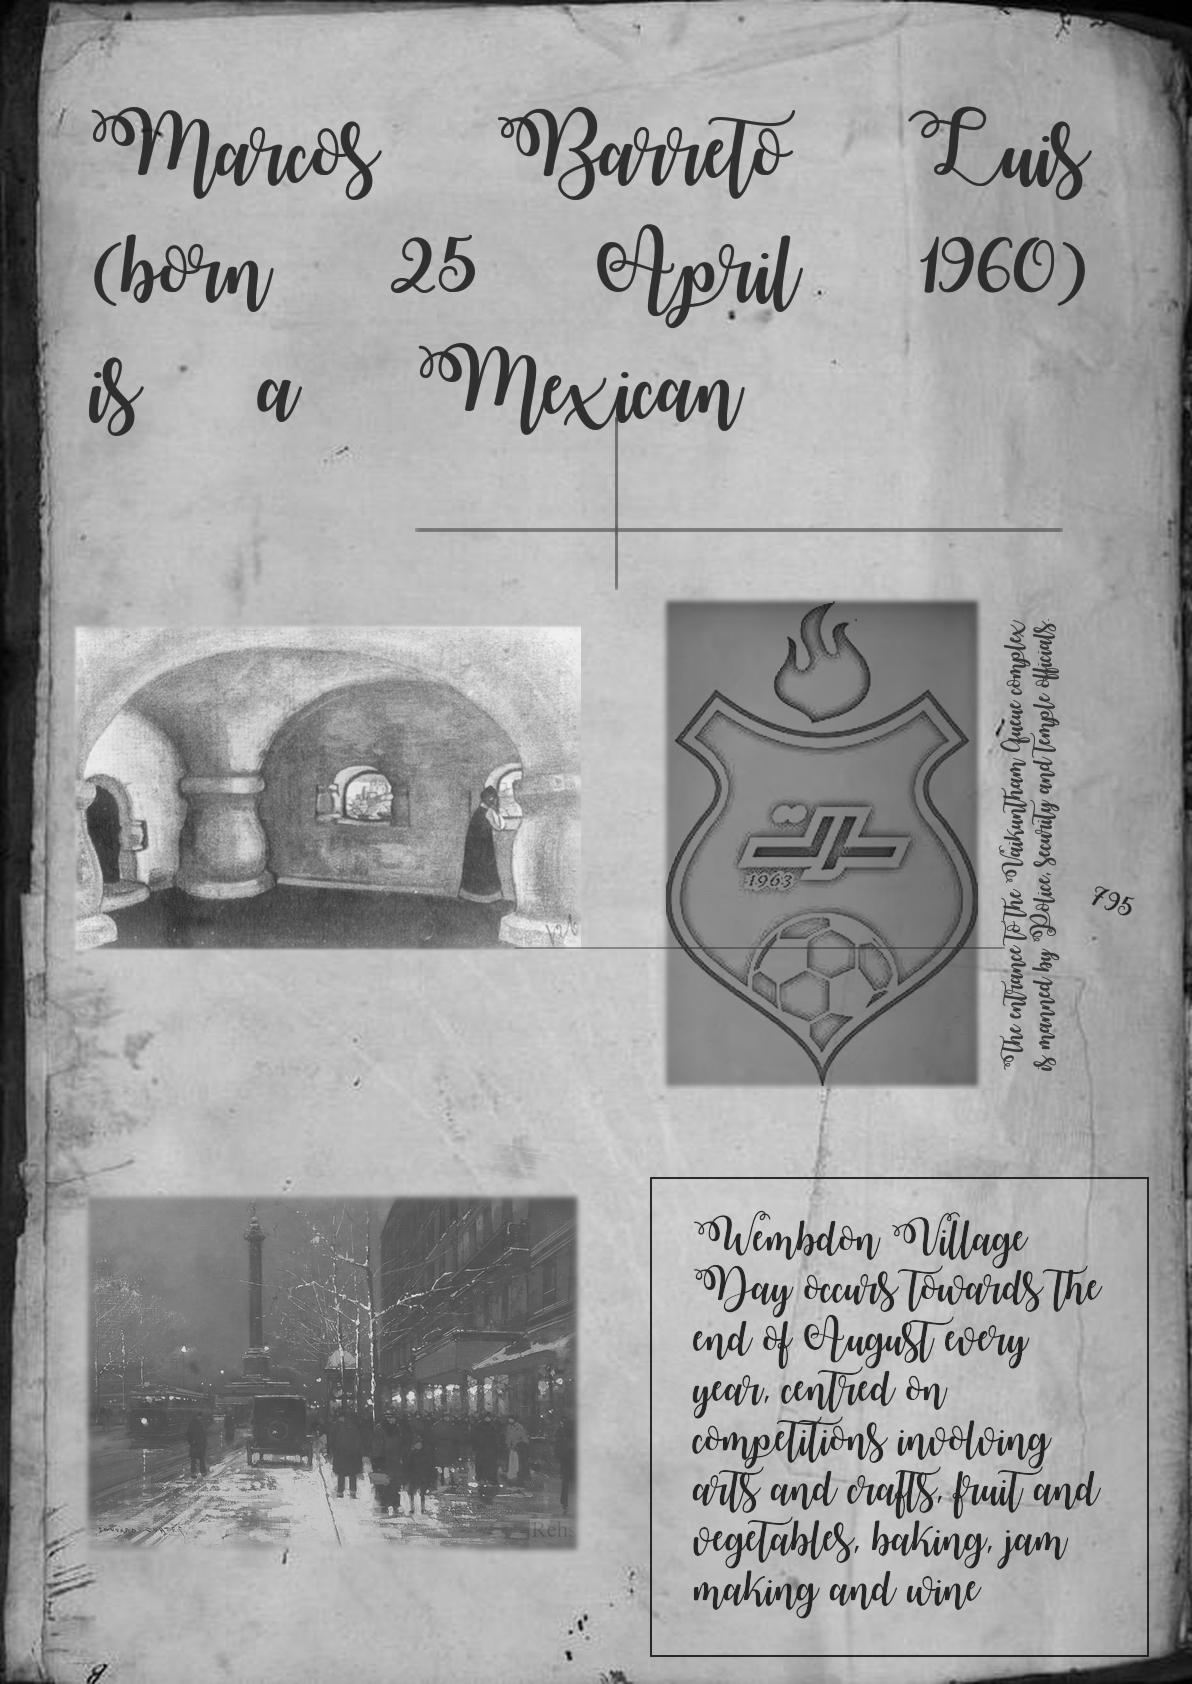 Marcos Barreto Luis
(born 25 April 1960)
is a Mexican
The entrance to the Vaikuntham Queue complex
is manned by Police, Security and Temple officials.
795
1963
Rehs
Wembdon Village
Day occurs towards the
end of August every
year, centred on
competitions involving
arts and crafts, fruit and
vegetables, baking, jam
making and wine